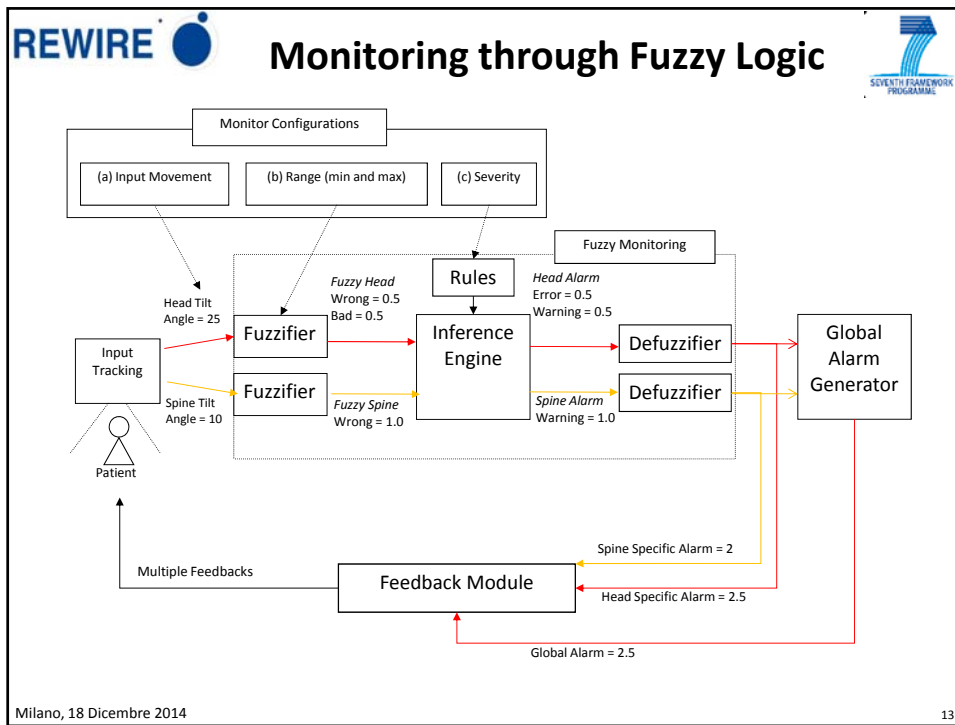 REWIRE
Monitoring through Fuzzy Logic
7
SEVENTH FRAMEWORK
PROGRAMME
Monitor Configurations
(a) Input Movement
(b) Range (min and max)
(c) Severity
Fuzzy Monitoring
Rules
Head Tilt
Angle = 25
Fuzzy Head
Wrong = 0.5
Bad = 0.5
Head Alarm
Error = 0.5
Warning = 0.5
Input
Tracking
Fuzzifier
Inference
Engine
Defuzzifier
Global
Alarm
Generator
Fuzzifier
Defuzzifier
Spine Tilt
Angle = 10
Fuzzy Spine
Wrong = 1.0
Spine Alarm
Warning = 1.0
Patient
Spine Specific Alarm = 2
Multiple Feedbacks
Feedback Module
Head Specific Alarm = 2.5
Global Alarm = 2.5
Milano, 18 Dicembre 2014
13